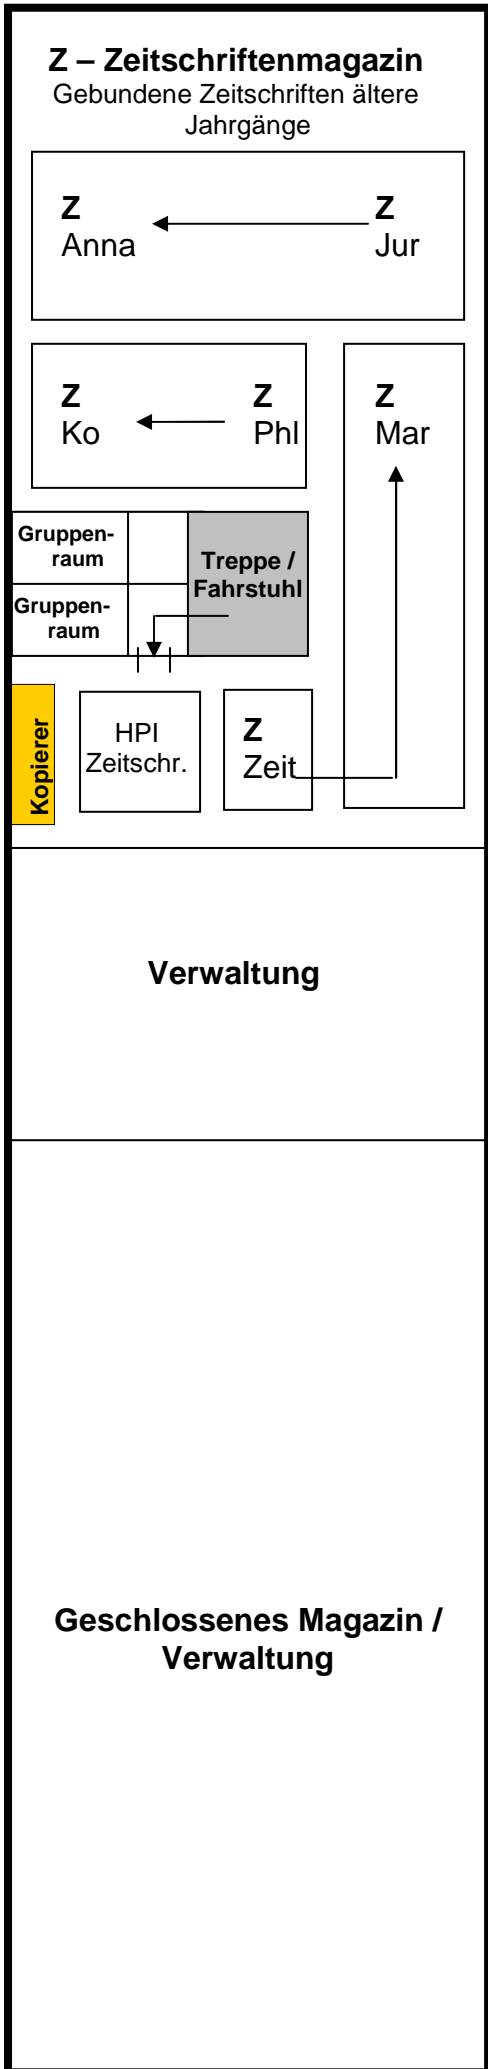 Z – Zeitschriftenmagazin
Gebundene Zeitschriften ältere
Jahrgänge
Z
Anna
Z
Jur
Z
Ko
Z
Phl
Z
Mar
Gruppen-
raum
Gruppen-
raum
Treppe /
Fahrstuhl
Kopierer
HPI
Zeitschr.
Z
Zeit
Verwaltung
Geschlossenes Magazin /
Verwaltung